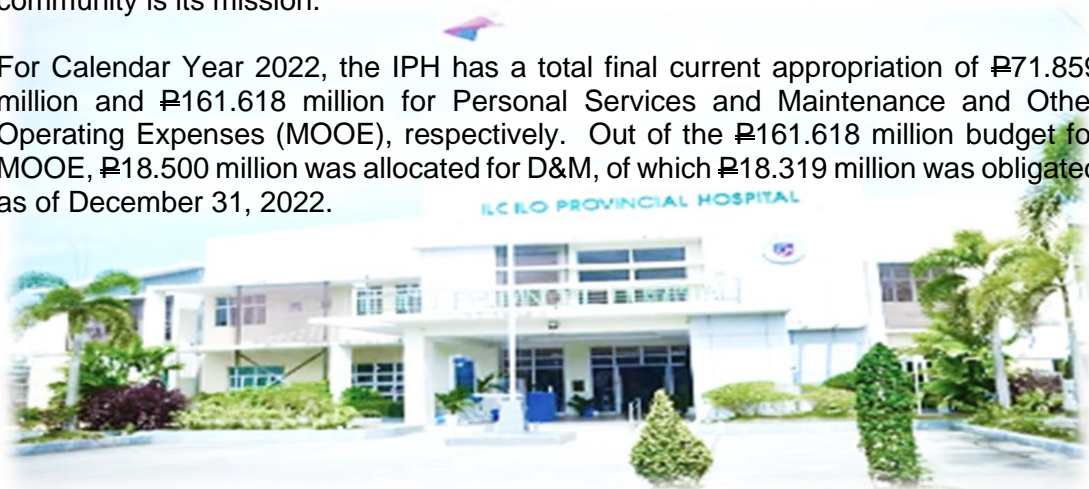 community is its mission.
For Calendar Year 2022, the IPH has a total final current appropriation of ₱71.859
million and ₱161.618 million for Personal Services and Maintenance and Othe
Operating Expenses (MOOE), respectively. Out of the ₱161.618 million budget fo
MOOE, ₱18.500 million was allocated for D&M, of which ₱18.319 million was obligated
as of December 31, 2022.
ILOILO PROVINCIAL HOSPITAL